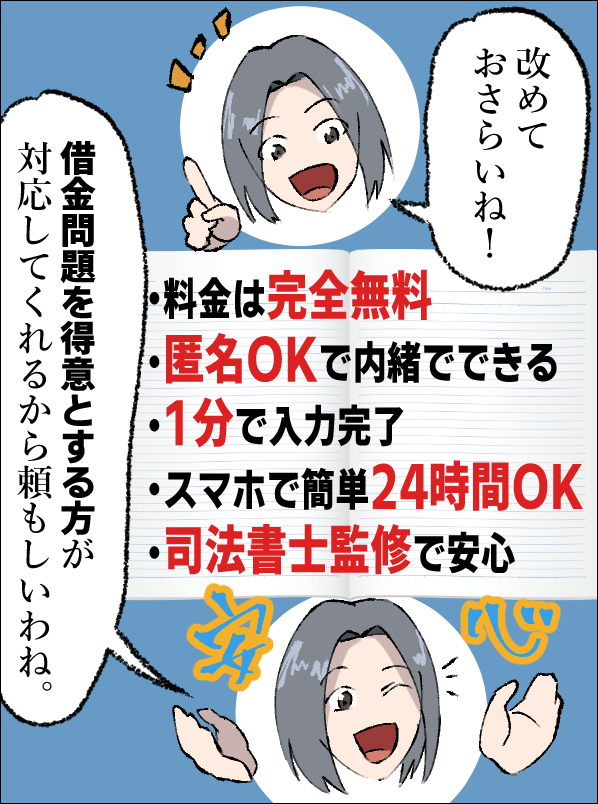 改めて
おさらいね！
・料金は完全無料
・匿名OKで内緒でできる
・1分で入力完了
・スマホで簡単24時間OK
・司法書士監修で安心
借金問題を得意とする方が
対応してくれるから頼もしいわね。
安心